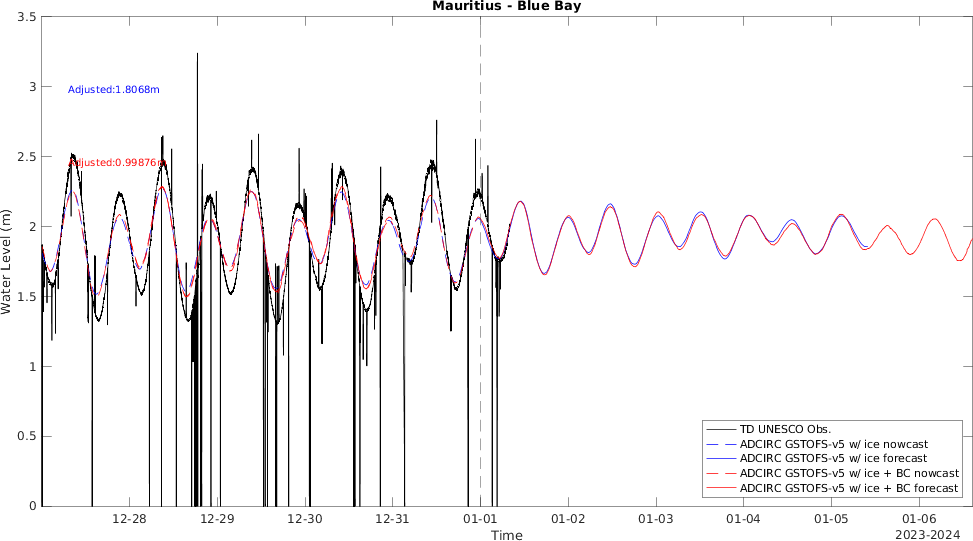 Mauritius - Blue Bay
3.5
3
2.5
2
1.5
1
0.5
0
Water Level (m)
Adjusted:1.8068m
Adjusted:0.99876m
TD UNESCO Obs.
ADCIRC GSTOFS-v5 w/ ice nowcast
ADCIRC GSTOFS-v5 w/ ice forecast
ADCIRC GSTOFS-v5 w/ ice + BC nowcast
ADCIRC GSTOFS-v5 w/ ice + BC forecast
12-28 12-29 12-30 12-31 01-01 01-02 01-03 01-04 01-05 01-06
Time
2023-2024